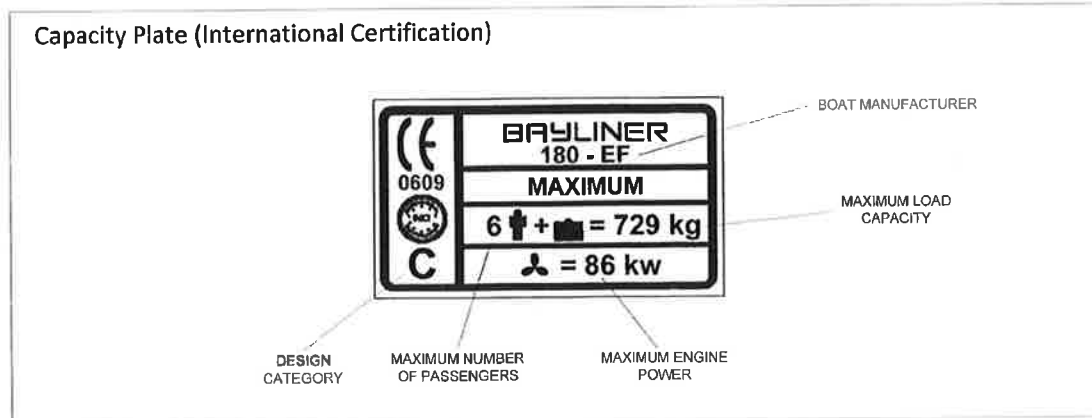 Capacity Plate (International Certification)
BOAT MANUFACTURER
CE
0609
C
BAYLINER
180 - EF
MAXIMUM
6 + = 729 kg
= 86 kw
MAXIMUM LOAD
CAPACITY
DESIGN
CATEGORY
MAXIMUM NUMBER
OF PASSENGERS
MAXIMUM ENGINE
POWER